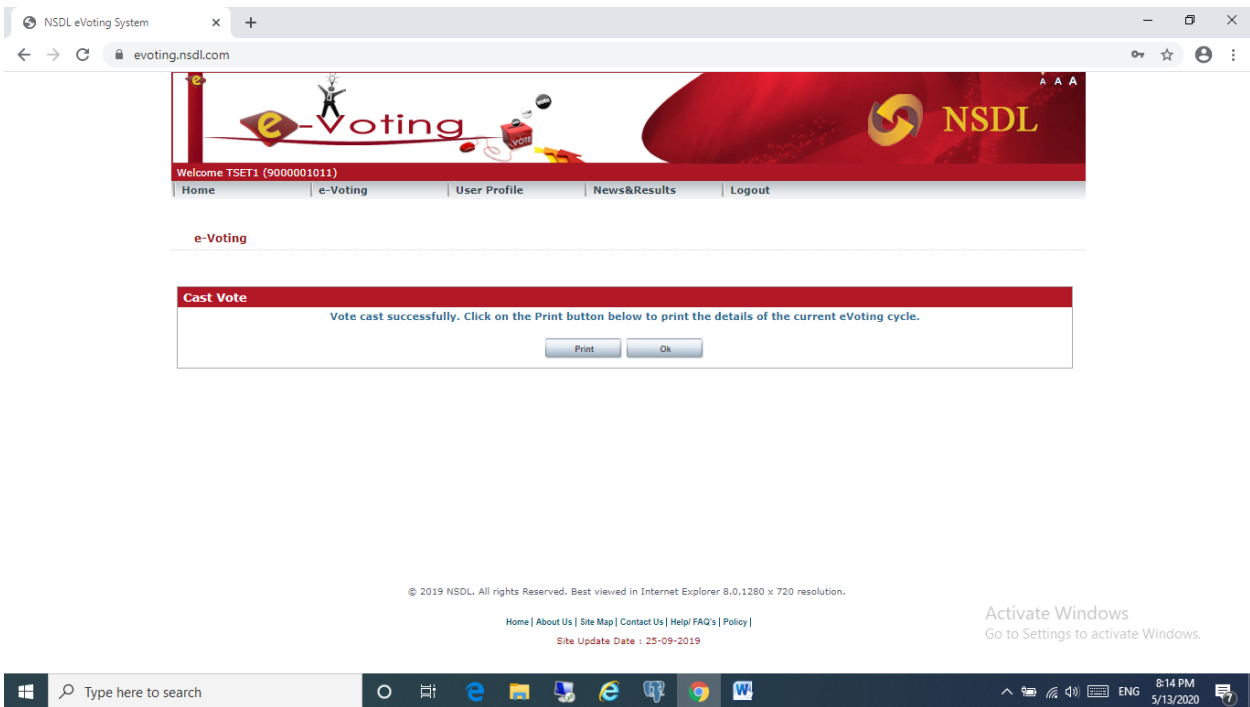 NSDL eVoting System
evoting.nsdl.com
A A A
e-Voting
vote
VOTE
NSDL
Welcome TSET1 (9000001011)
Home e-Voting User Profile News&Results Logout
e-Voting
Cast Vote
Vote cast successfully. Click on the Print button below to print the details of the current eVoting cycle.
Print Ok
© 2019 NSDL. All rights Reserved. Best viewed in Internet Explorer 8.0,1280 x 720 resolution.
Home | About Us | Site Map | Contact Us | Help/ FAQ's | Policy |
Site Update Date : 25-09-2019
Activate Windows
Go to Settings to activate Windows.
Type here to search
ENG
8:14 PM
5/13/2020
7